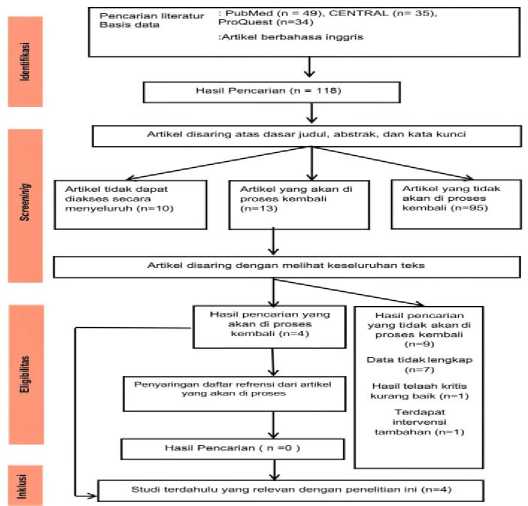 Identifikasi
Pencarian literatur : PubMed (n = 49), CENTRAL (n= 35),
Basis data ProQuest (n=34)
:Artikel berbahasa inggris
Hasil Pencarian (n = 118)
Screeninig
Artikel disaring atas dasar judul, abstrak, dan kata kunci
Artikel tidak dapat
diakses secara
menyeluruh (n=10)
Artikel yang akan di
proses kembali
(n=13)
Artikel yang tidak
akan di proses
kembali (n=95)
Artikel disaring dengan melihat keseluruhan teks
Eligibilitas
Hasil pencarian yang
akan di proses
kembali (n=4)
Hasil pencarian
yang tidak akan di
proses kembali
(n=9)
Data tidak lengkap
(n=7)
Hasil telaah kritis
kurang baik (n=1)
Terdapat
intervensi
tambahan (n=1)
Penyaringan daftar refrensi dari artikel
yang akan di proses
Hasil Pencarian ( n =0 )
Inklusi
Studi terdahulu yang relevan dengan penelitian ini (n=4)